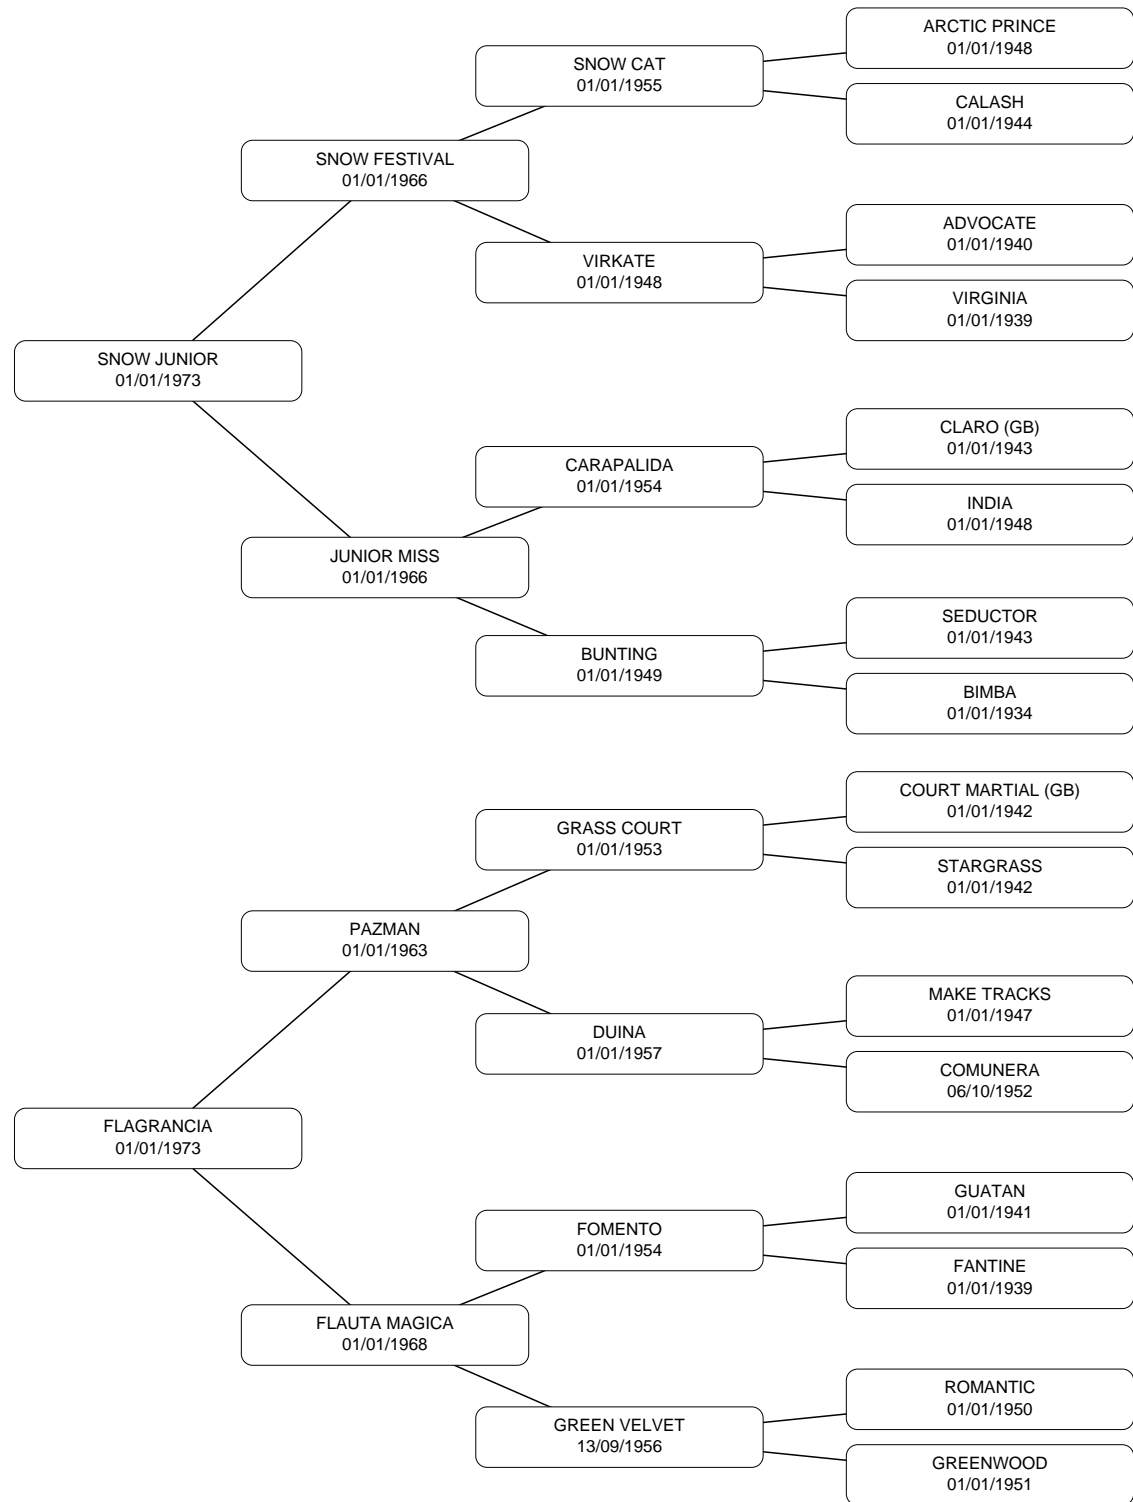 ARCTIC PRINCE
01/01/1948
SNOW CAT
01/01/1955
CALASH
01/01/1944
SNOW FESTIVAL
01/01/1966
ADVOCATE
01/01/1940
VIRKATE
01/01/1948
VIRGINIA
01/01/1939
SNOW JUNIOR
01/01/1973
CLARO (GB)
01/01/1943
CARAPALIDA
01/01/1954
INDIA
01/01/1948
JUNIOR MISS
01/01/1966
SEDUCTOR
01/01/1943
BUNTING
01/01/1949
BIMBA
01/01/1934
COURT MARTIAL (GB)
01/01/1942
GRASS COURT
01/01/1953
STARGRASS
01/01/1942
PAZMAN
01/01/1963
MAKE TRACKS
01/01/1947
DUINA
01/01/1957
COMUNERA
06/10/1952
FLAGRANCIA
01/01/1973
GUATAN
01/01/1941
FOMENTO
01/01/1954
FANTINE
01/01/1939
FLAUTA MAGICA
01/01/1968
ROMANTIC
01/01/1950
GREEN VELVET
13/09/1956
GREENWOOD
01/01/1951